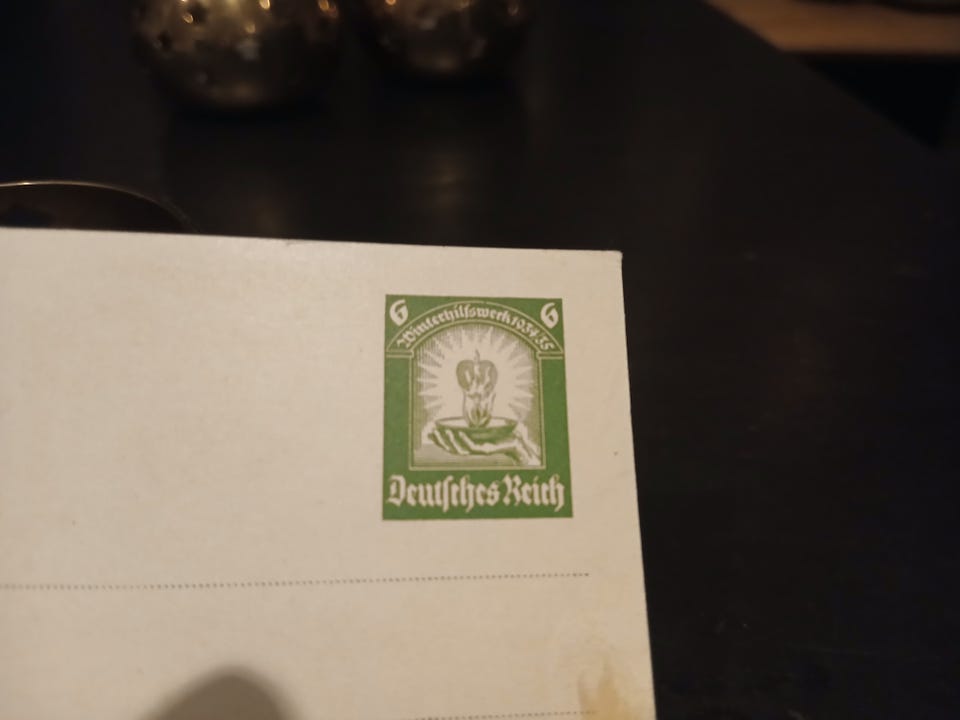 6 6
Winterhilfswerk 1934/35
Deutsches Reich